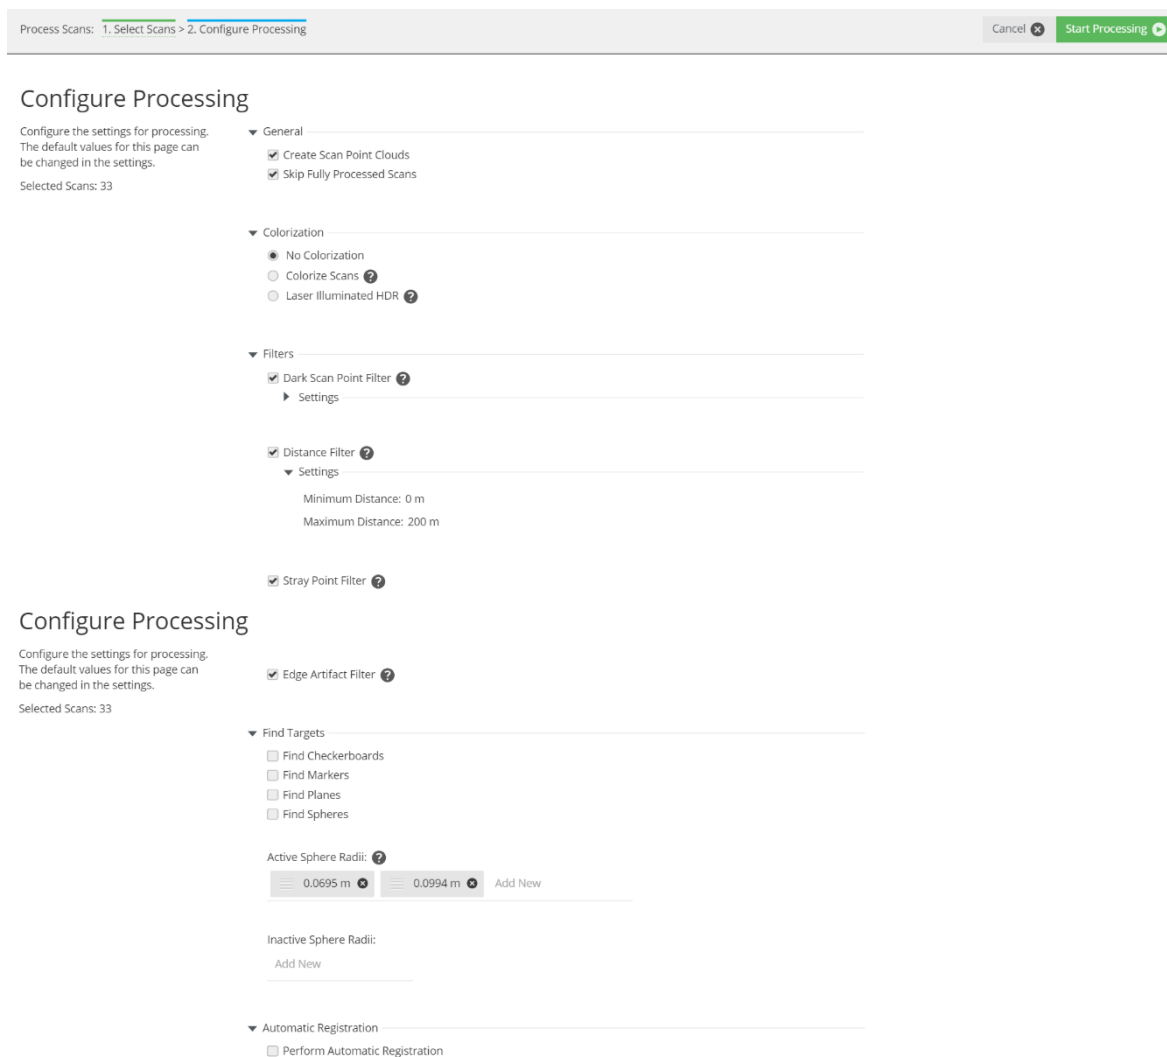 Process Scans: 1. Select Scans > 2. Configure Processing
Cancel
Start Processing
Configure Processing
Configure the settings for processing.
The default values for this page can
be changed in the settings.
Selected Scans: 33
General
Create Scan Point Clouds
Skip Fully Processed Scans
Colorization
No Colorization
Colorize Scans ?
Laser Illuminated HDR ?
Filters
Dark Scan Point Filter ?
Settings
Distance Filter ?
Settings
Minimum Distance: 0 m
Maximum Distance: 200 m
Stray Point Filter ?
Configure Processing
Configure the settings for processing.
The default values for this page can
be changed in the settings.
Selected Scans: 33
Edge Artifact Filter ?
Find Targets
Find Checkerboards
Find Markers
Find Planes
Find Spheres
Active Sphere Radii: ?
0.0695 m 0.0994 m Add New
Inactive Sphere Radii:
Add New
Automatic Registration
Perform Automatic Registration